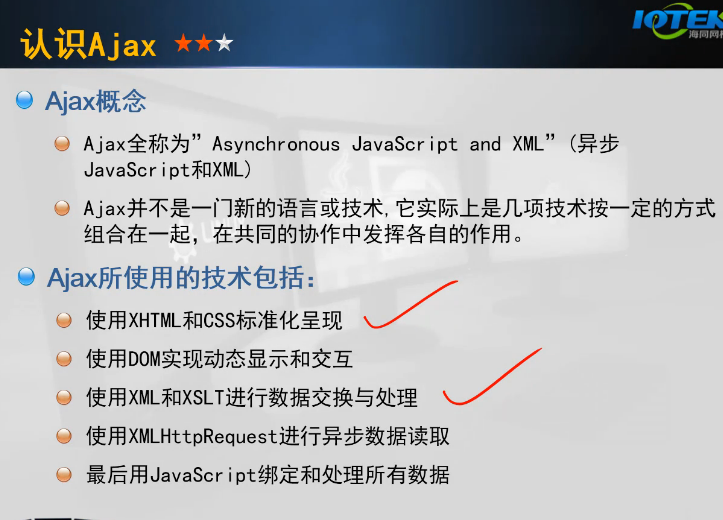 认识Ajax
IOTEK
海同网校
Ajax概念
Ajax全称为”Asynchronous JavaScript and XML”(异步
JavaScript和XML)
Ajax并不是一门新的语言或技术,它实际上是几项技术按一定的方式
组合在一起，在共同的协作中发挥各自的作用。
Ajax所使用的技术包括：
使用XHTML和CSS标准化呈现
使用DOM实现动态显示和交互
使用XML和XSLT进行数据交换与处理
使用XMLHttpRequest进行异步数据读取
最后用JavaScript绑定和处理所有数据